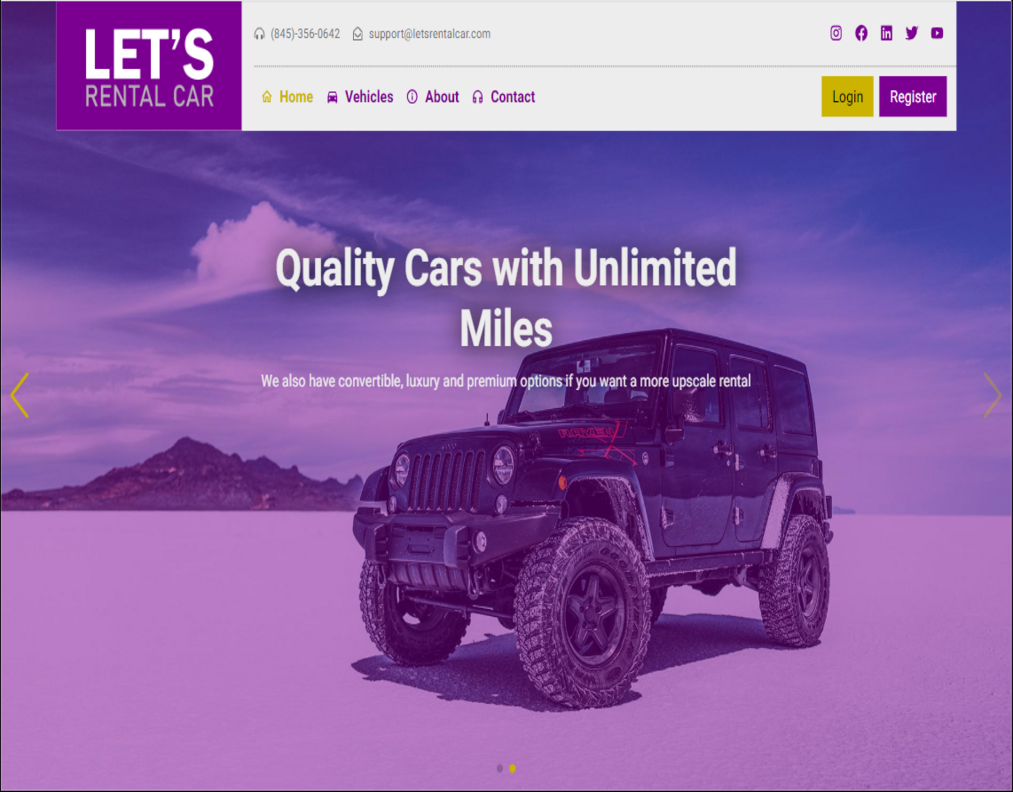 LET'S
RENTAL CAR
(845)-356-0642 support@letsrentalcar.com
Home Vehicles About Contact
Login Register
Quality Cars with Unlimited
Miles
We also have convertible, luxury and premium options if you want a more upscale rental